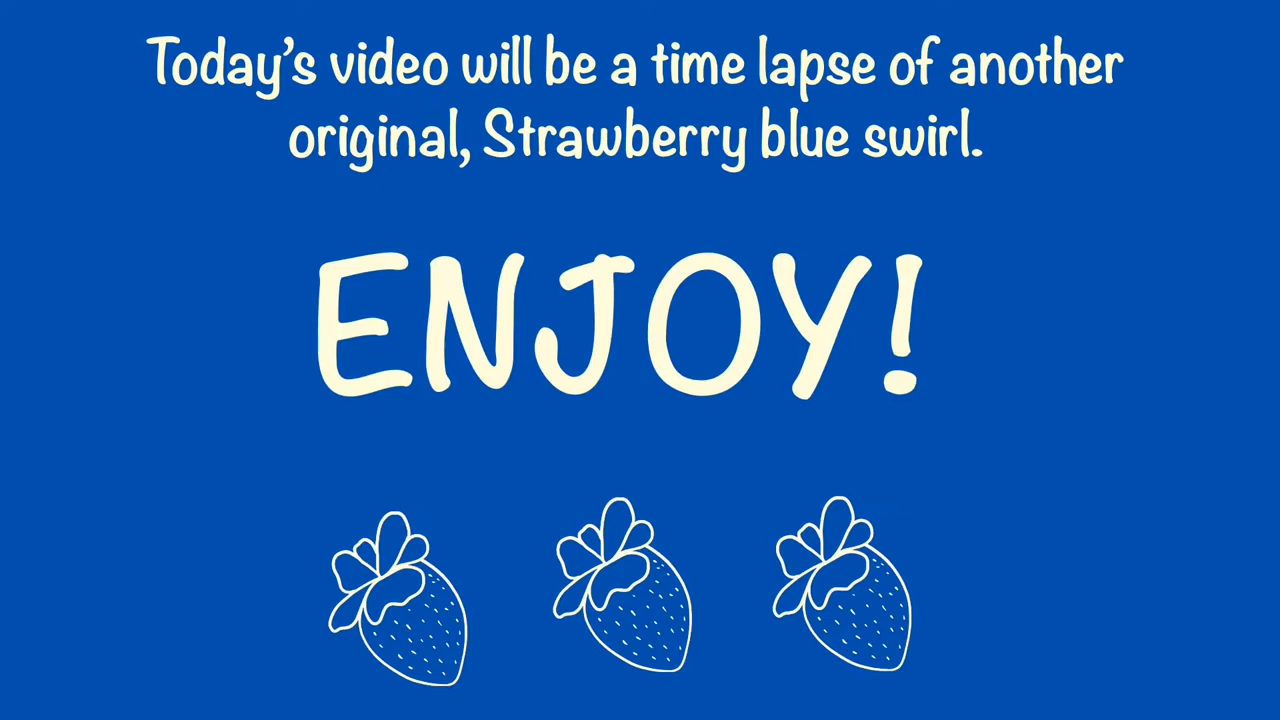 Today’s video will be a time lapse of another
original, Strawberry blue swirl.
ENJOY!